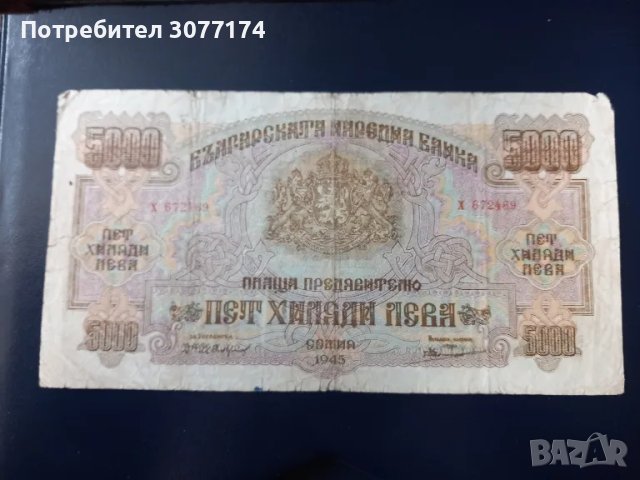 Потребител 3077174
5000 БЪЛГАРСКАТА НАРОДНА БАНКА 5000
Х 672469 Х 672469
ПЕТ ХИЛЯДИ ЛЕВА
ПЕТ ХИЛЯДИ ЛЕВА
ПЛАЩА ПРЕДЯВИТЕЛЮ
ПЕТ ХИЛЯДИ ЛЕВА
5000 СОФИЯ 5000
1945
BAZAR